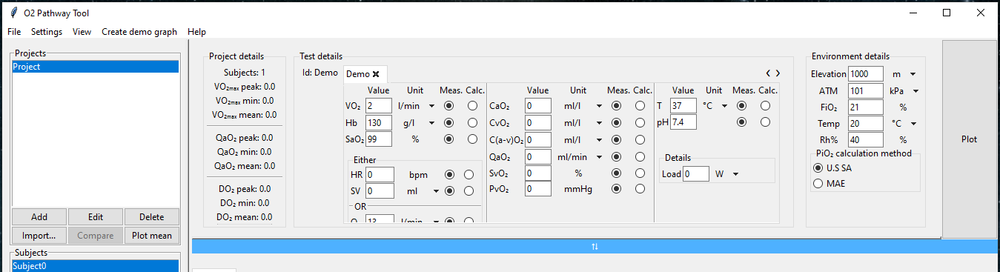 O2 Pathway Tool
File Settings View Create demo graph Help
Projects
Project
Add Edit Delete
Import... Compare Plot mean
Subjects
Subject0
Project details
Subjects: 1
VO₂ₘₐₓ peak: 0.0
VO₂ₘₐₓ min: 0.0
VO₂ₘₐₓ mean: 0.0
QaO₂ peak: 0.0
QaO₂ min: 0.0
QaO₂ mean: 0.0
DO₂ peak: 0.0
DO₂ min: 0.0
DO₂ mean: 0.0
Test details
Id: Demo
Demo
Value Unit Meas. Calc.
VO₂ 2 l/min
Hb 130 g/l
SaO₂ 99 %
Either
HR 0 bpm
SV 0 ml
OR
Q 13 l/min
Value Unit Meas. Calc.
CaO₂ 0 ml/l
CvO₂ 0 ml/l
C(a-v)O₂ 0 ml/l
QaO₂ 0 ml/min
SvO₂ 0 %
PvO₂ 0 mmHg
Value Unit Meas. Calc.
T 37 °C
pH 7.4
Details
Load 0 W
Environment details
Elevation 1000 m
ATM 101 kPa
FiO₂ 21 %
Temp 20 °C
Rh% 40 %
PiO₂ calculation method
U.S SA
MAE
Plot